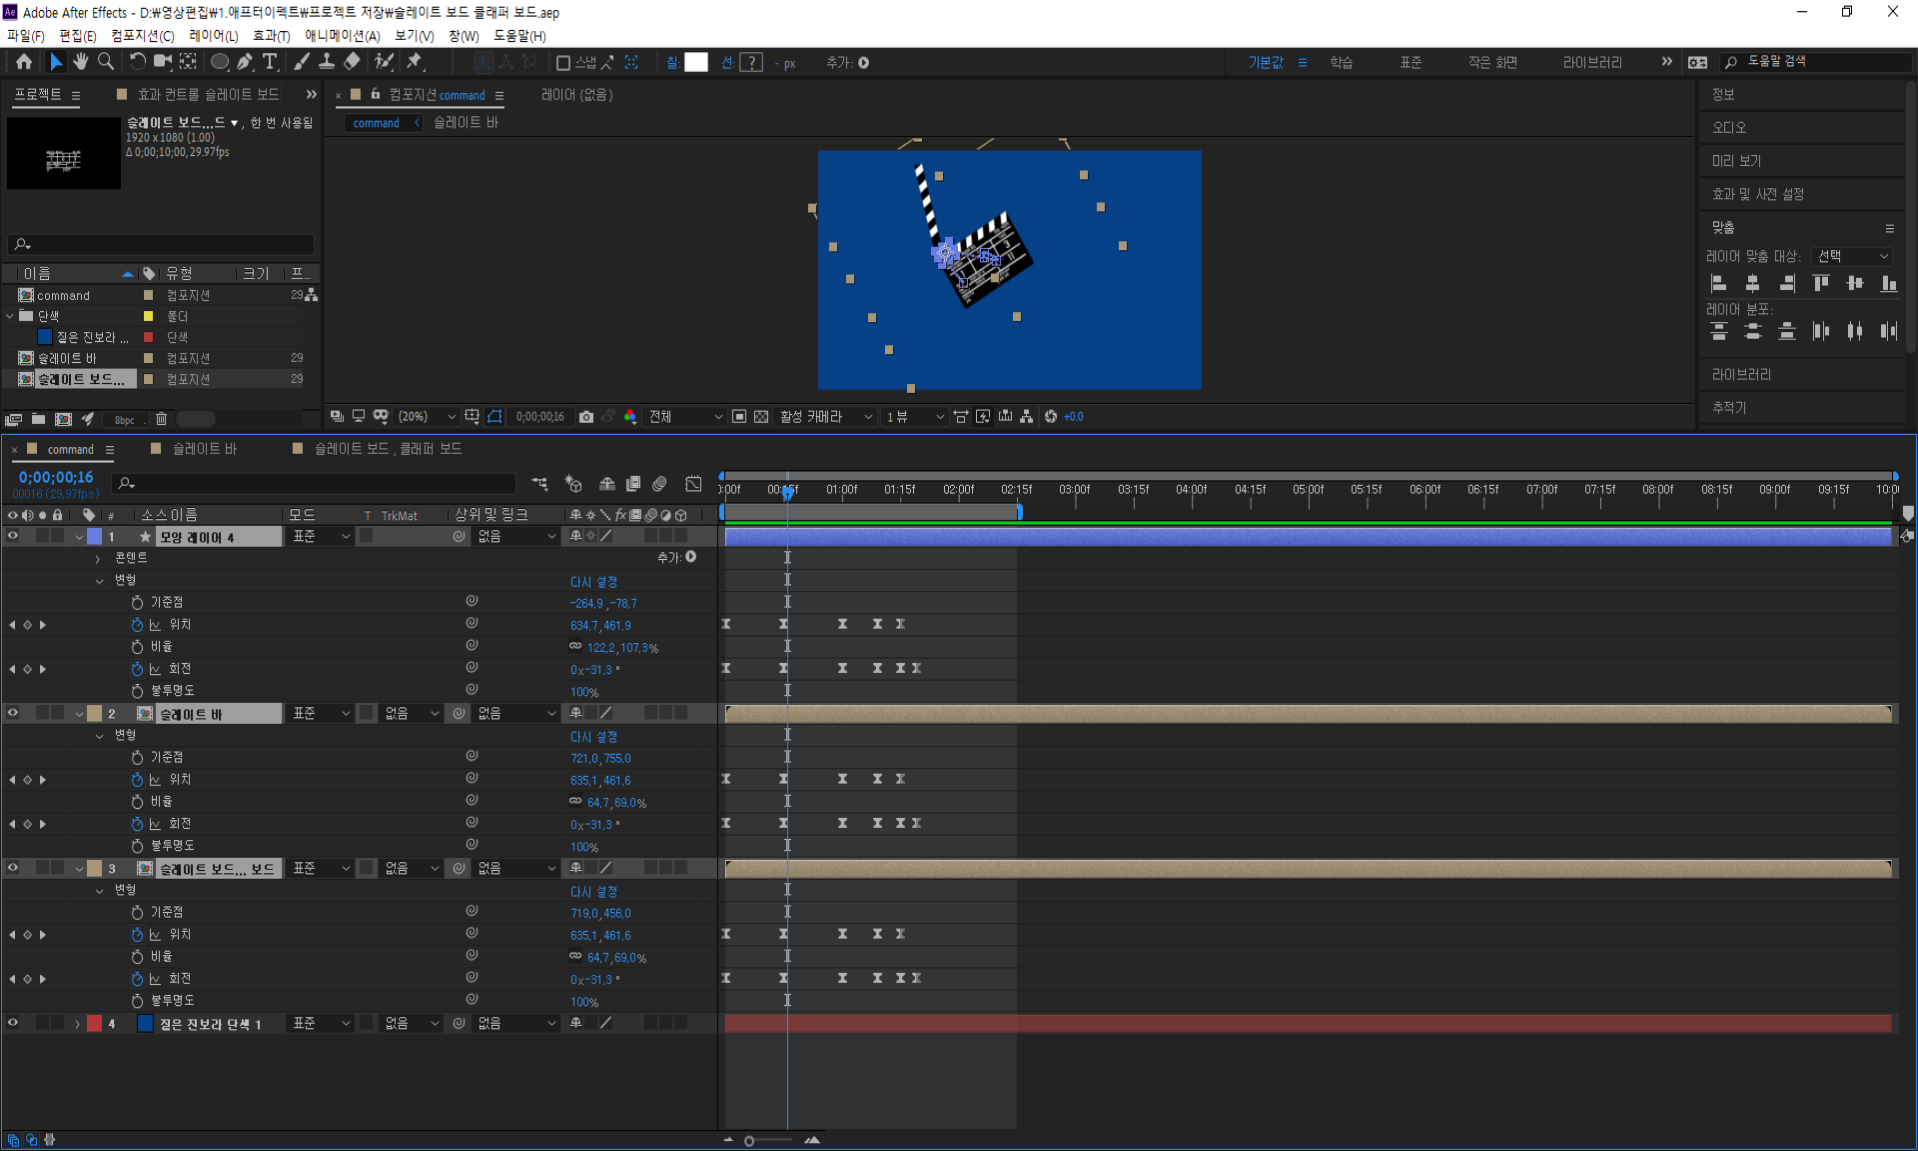 Adobe After Effects - D:₩영상편집₩1.애프터이펙트₩프로젝트 저장₩슬레이트 보드 클래퍼 보드.aep
파일(F) 편집(E) 컴포지션(C) 레이어(L) 효과(T) 애니메이션(A) 보기(V) 창(W) 도움말(H)
스냅 칠: 선: ? - px 추가: 기본값 학습 표준 작은 화면 라이브러리 도움말 검색
프로젝트 효과 컨트롤 슬레이트 보드
컴포지션 command 레이어 (없음)
정보
슬레이트 보드...드 ▼, 한 번 사용됨
1920 x 1080 (1.00)
Δ 0;00;10;00, 29.97fps
command 슬레이트 바
오디오
미리 보기
효과 및 사전 설정
맞춤
레이어 맞춤 대상: 선택
레이어 분포:
라이브러리
추적기
이름 유형 크기 프...
command 컴포지션 29
단색 폴더
짙은 진보라 ... 단색
슬레이트 바 컴포지션 29
슬레이트 보드... 컴포지션 29
8bpc
(20%) 0;00;00;16 전체 활성 카메라 1 뷰 +0.0
command 슬레이트 바 슬레이트 보드 , 클래퍼 보드
0;00;00;16
00016 (29.97fps)
:00f 00:15f 01:00f 01:15f 02:00f 02:15f 03:00f 03:15f 04:00f 04:15f 05:00f 05:15f 06:00f 06:15f 07:00f 07:15f 08:00f 08:15f 09:00f 09:15f 10:0
# 소스 이름 모드 T TrkMat 상위 및 링크
1 모양 레이어 4 표준 없음
콘텐트 추가:
변형 다시 설정
기준점 -264.9 ,-78.7
위치 634.7,461.9
비율 122.2,107.3%
회전 0x-31.3 °
불투명도 100%
2 슬레이트 바 표준 없음 없음
변형 다시 설정
기준점 721.0,755.0
위치 635.1,461.6
비율 64.7,69.0%
회전 0x-31.3 °
불투명도 100%
3 슬레이트 보드... 보드 표준 없음 없음
변형 다시 설정
기준점 719.0,456.0
위치 635.1,461.6
비율 64.7,69.0%
회전 0x-31.3 °
불투명도 100%
4 짙은 진보라 단색 1 표준 없음 없음